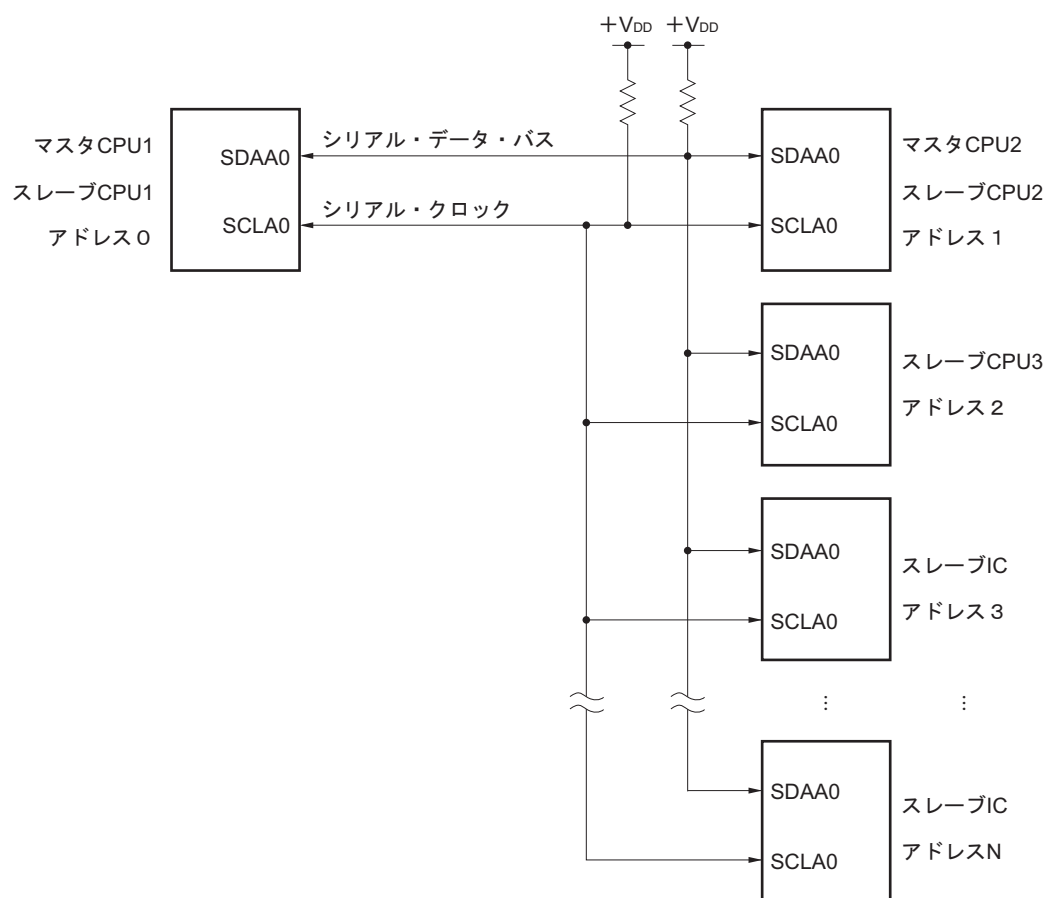 ＋VDD ＋VDD
マスタCPU1
スレーブCPU1
アドレス０
SDAA0
SCLA0
シリアル・データ・バス
シリアル・クロック
SDAA0
SCLA0
マスタCPU2
スレーブCPU2
アドレス１
SDAA0
SCLA0
スレーブCPU3
アドレス２
SDAA0
SCLA0
スレーブIC
アドレス３
… …
SDAA0
SCLA0
スレーブIC
アドレスN